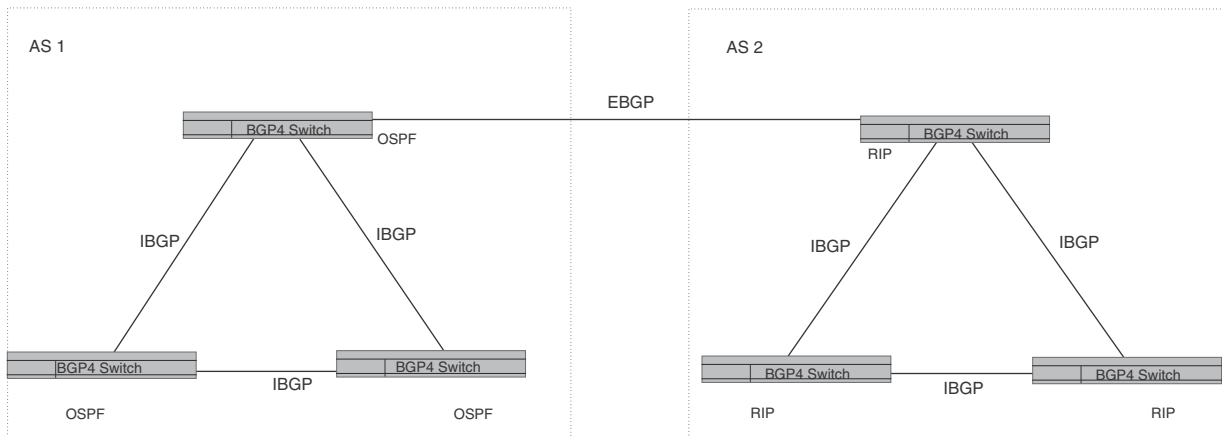 AS 1
AS 2
EBGP
BGP4 Switch
OSPF
BGP4 Switch
RIP
IBGP
IBGP
IBGP
IBGP
BGP4 Switch
BGP4 Switch
BGP4 Switch
BGP4 Switch
IBGP
IBGP
OSPF
OSPF
RIP
RIP